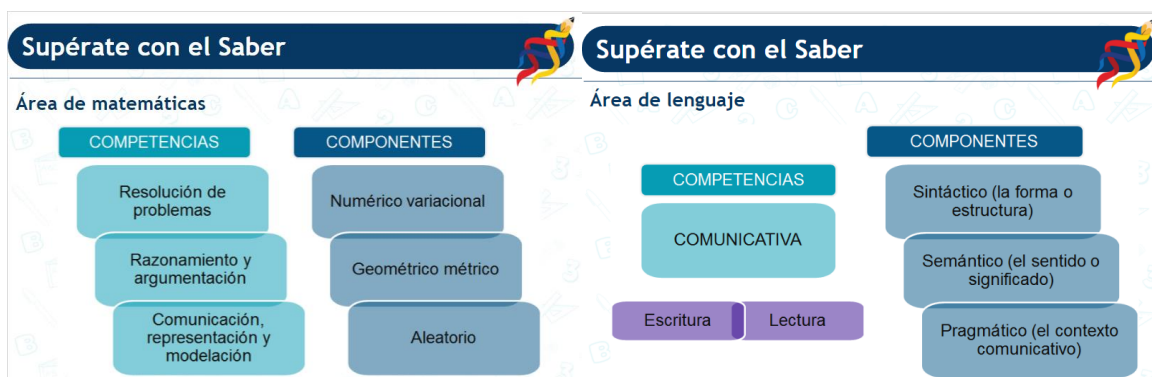 Supérate con el Saber
Área de matemáticas
COMPETENCIAS
COMPONENTES
Resolución de
problemas
Numérico variacional
Razonamiento y
argumentación
Geométrico métrico
Comunicación,
representación y
modelación
Aleatorio
Supérate con el Saber
Área de lenguaje
COMPONENTES
COMPETENCIAS
Sintáctico (la forma o
estructura)
COMUNICATIVA
Semántico (el sentido o
significado)
Escritura
Lectura
Pragmático (el contexto
comunicativo)